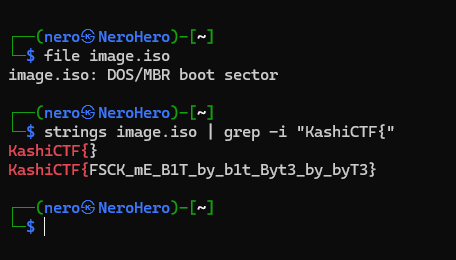 ┌──(nero㉿NeroHero)-[~]
└─$ file image.iso
image.iso: DOS/MBR boot sector
┌──(nero㉿NeroHero)-[~]
└─$ strings image.iso | grep -i "KashiCTF{"
KashiCTF{}
KashiCTF{FSCK_mE_B1T_by_b1t_Byt3_by_byT3}
┌──(nero㉿NeroHero)-[~]
└─$